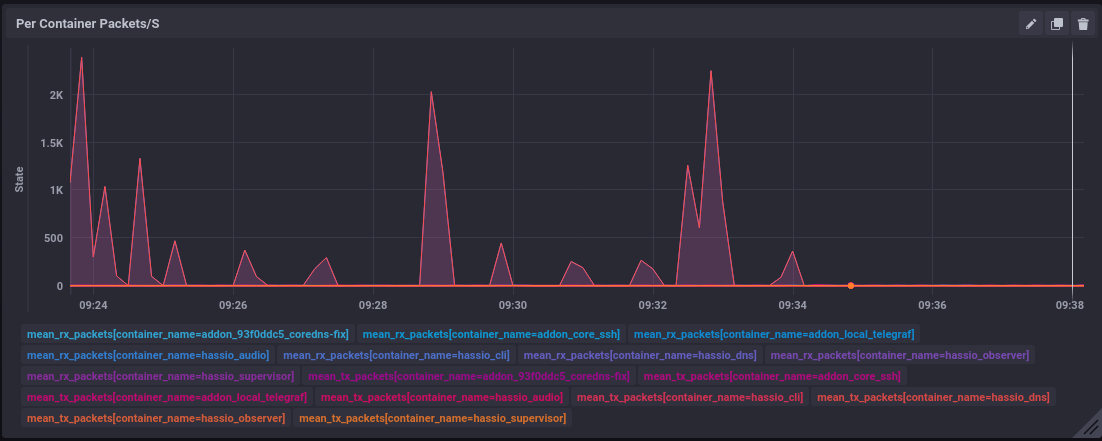 Per Container Packets/S
State
2K
1.5K
1K
500
0
09:24 09:26 09:28 09:30 09:32 09:34 09:36 09:38
mean_rx_packets[container_name=addon_93f0ddc5_coredns-fix] mean_rx_packets[container_name=addon_core_ssh] mean_rx_packets[container_name=addon_local_telegraf]
mean_rx_packets[container_name=hassio_audio] mean_rx_packets[container_name=hassio_cli] mean_rx_packets[container_name=hassio_dns] mean_rx_packets[container_name=hassio_observer]
mean_rx_packets[container_name=hassio_supervisor] mean_tx_packets[container_name=addon_93f0ddc5_coredns-fix] mean_tx_packets[container_name=addon_core_ssh]
mean_tx_packets[container_name=addon_local_telegraf] mean_tx_packets[container_name=hassio_audio] mean_tx_packets[container_name=hassio_cli] mean_tx_packets[container_name=hassio_dns]
mean_tx_packets[container_name=hassio_observer] mean_tx_packets[container_name=hassio_supervisor]